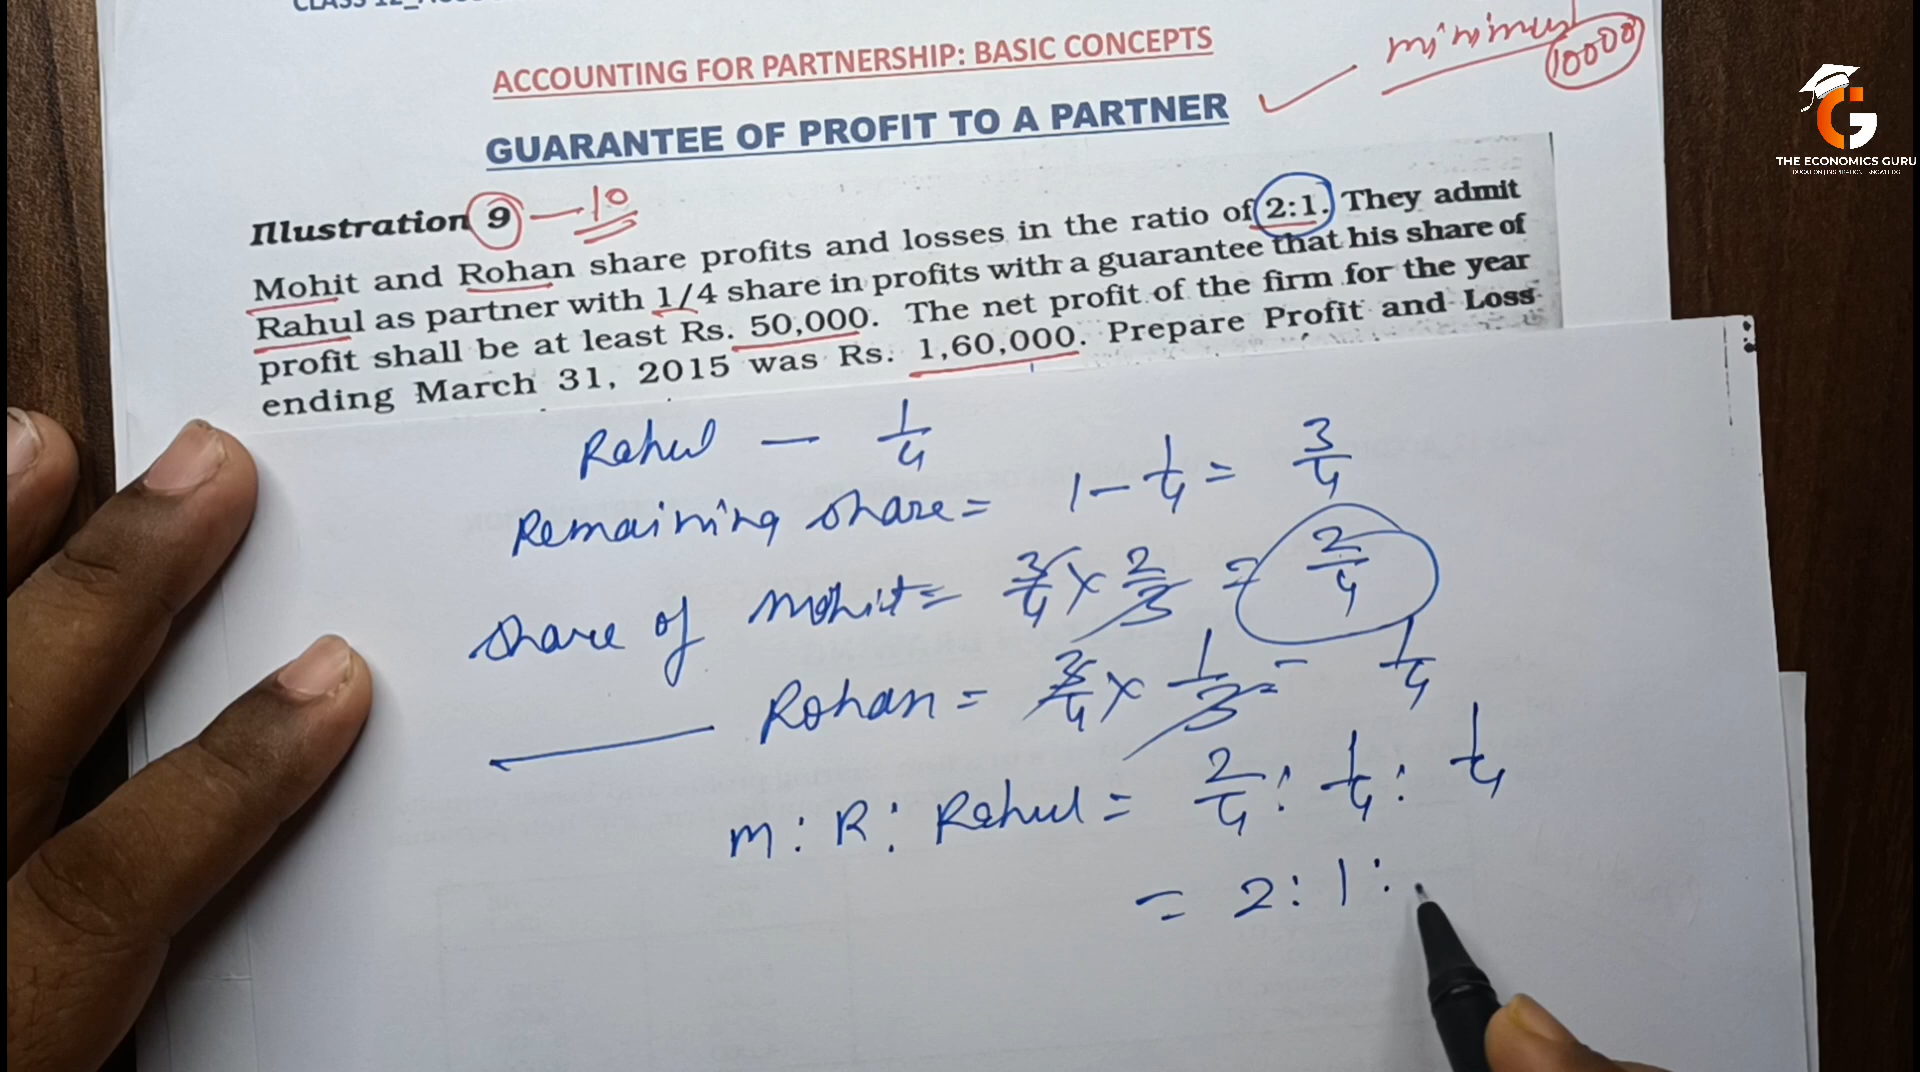 ACCOUNTING FOR PARTNERSHIP: BASIC CONCEPTS
minimum
10000
GUARANTEE OF PROFIT TO A PARTNER
G
THE ECONOMICS GURU
Illustration 9 — 10
Mohit and Rohan share profits and losses in the ratio of 2:1. They admit
Rahul as partner with 1/4 share in profits with a guarantee that his share of
profit shall be at least Rs. 50,000. The net profit of the firm for the year
ending March 31, 2015 was Rs. 1,60,000. Prepare Profit and Loss
Rahul — 1/4
Remaining share = 1 - 1/4 = 3/4
share of mohit = 3/4 x 2/3 = 2/4
Rohan = 3/4 x 1/3 = 1/4
M : R : Rahul = 2/4 : 1/4 : 1/4
= 2 : 1 :